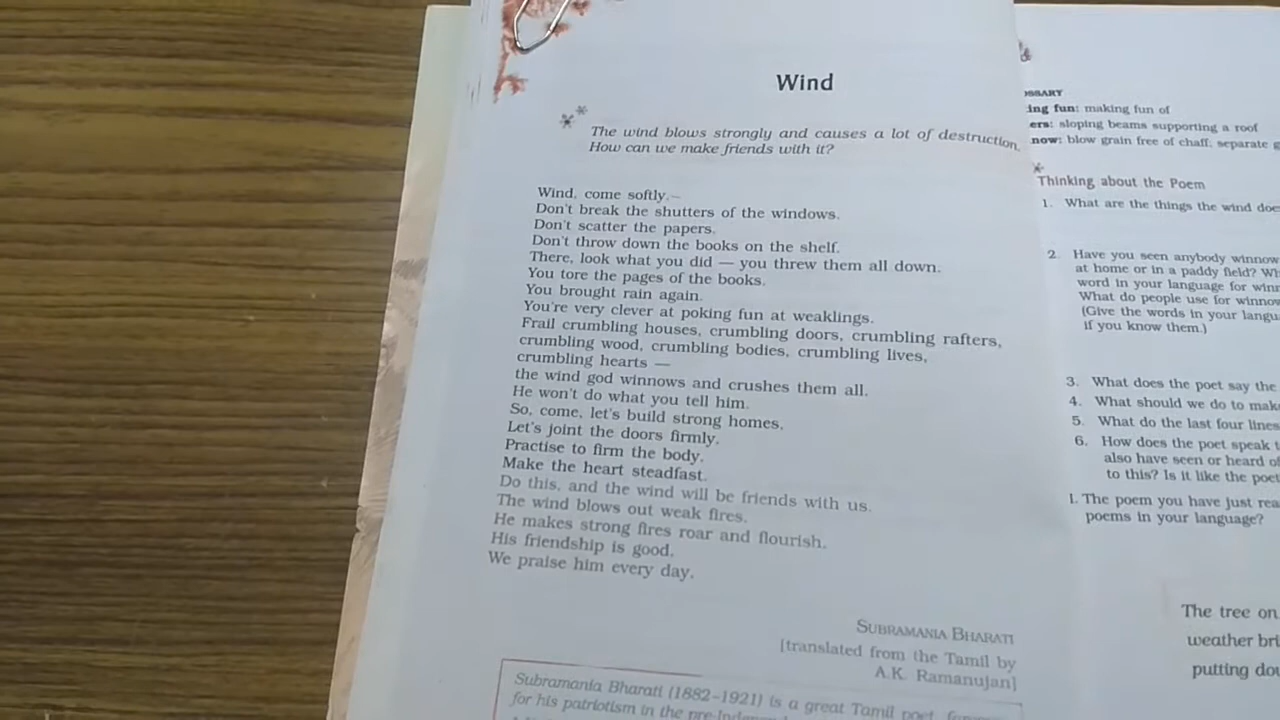 Wind
The wind blows strongly and causes a lot of destruction.
How can we make friends with it?
Wind, come softly.
Don't break the shutters of the windows.
Don't scatter the papers.
Don't throw down the books on the shelf.
There, look what you did — you threw them all down.
You tore the pages of the books.
You brought rain again.
You're very clever at poking fun at weaklings.
Frail crumbling houses, crumbling doors, crumbling rafters,
crumbling wood, crumbling bodies, crumbling lives,
crumbling hearts —
the wind god winnows and crushes them all.
He won't do what you tell him.
So, come, let's build strong homes,
Let's joint the doors firmly.
Practise to firm the body.
Make the heart steadfast.
Do this, and the wind will be friends with us.
The wind blows out weak fires.
He makes strong fires roar and flourish.
His friendship is good.
We praise him every day.
SUBRAMANIA BHARATI
[translated from the Tamil by
A.K. Ramanujan]
Subramania Bharati (1882–1921) is a great Tamil poet,
for his patriotism in the
fun: making fun of
sloping beams supporting a roof
blow grain free of chaff; separate
Thinking about the Poem
1. What are the things the wind
2. Have you seen anybody
at home or in a paddy field?
word in your language for
What do people use for
(Give the words in your
if you know them.)
3. What does the poet say the
4. What should we do to
5. What do the last four lines
6. How does the poet speak
also have seen or heard
to this? Is it like the
1. The poem you have just
poems in your language?
The tree on
weather
putting